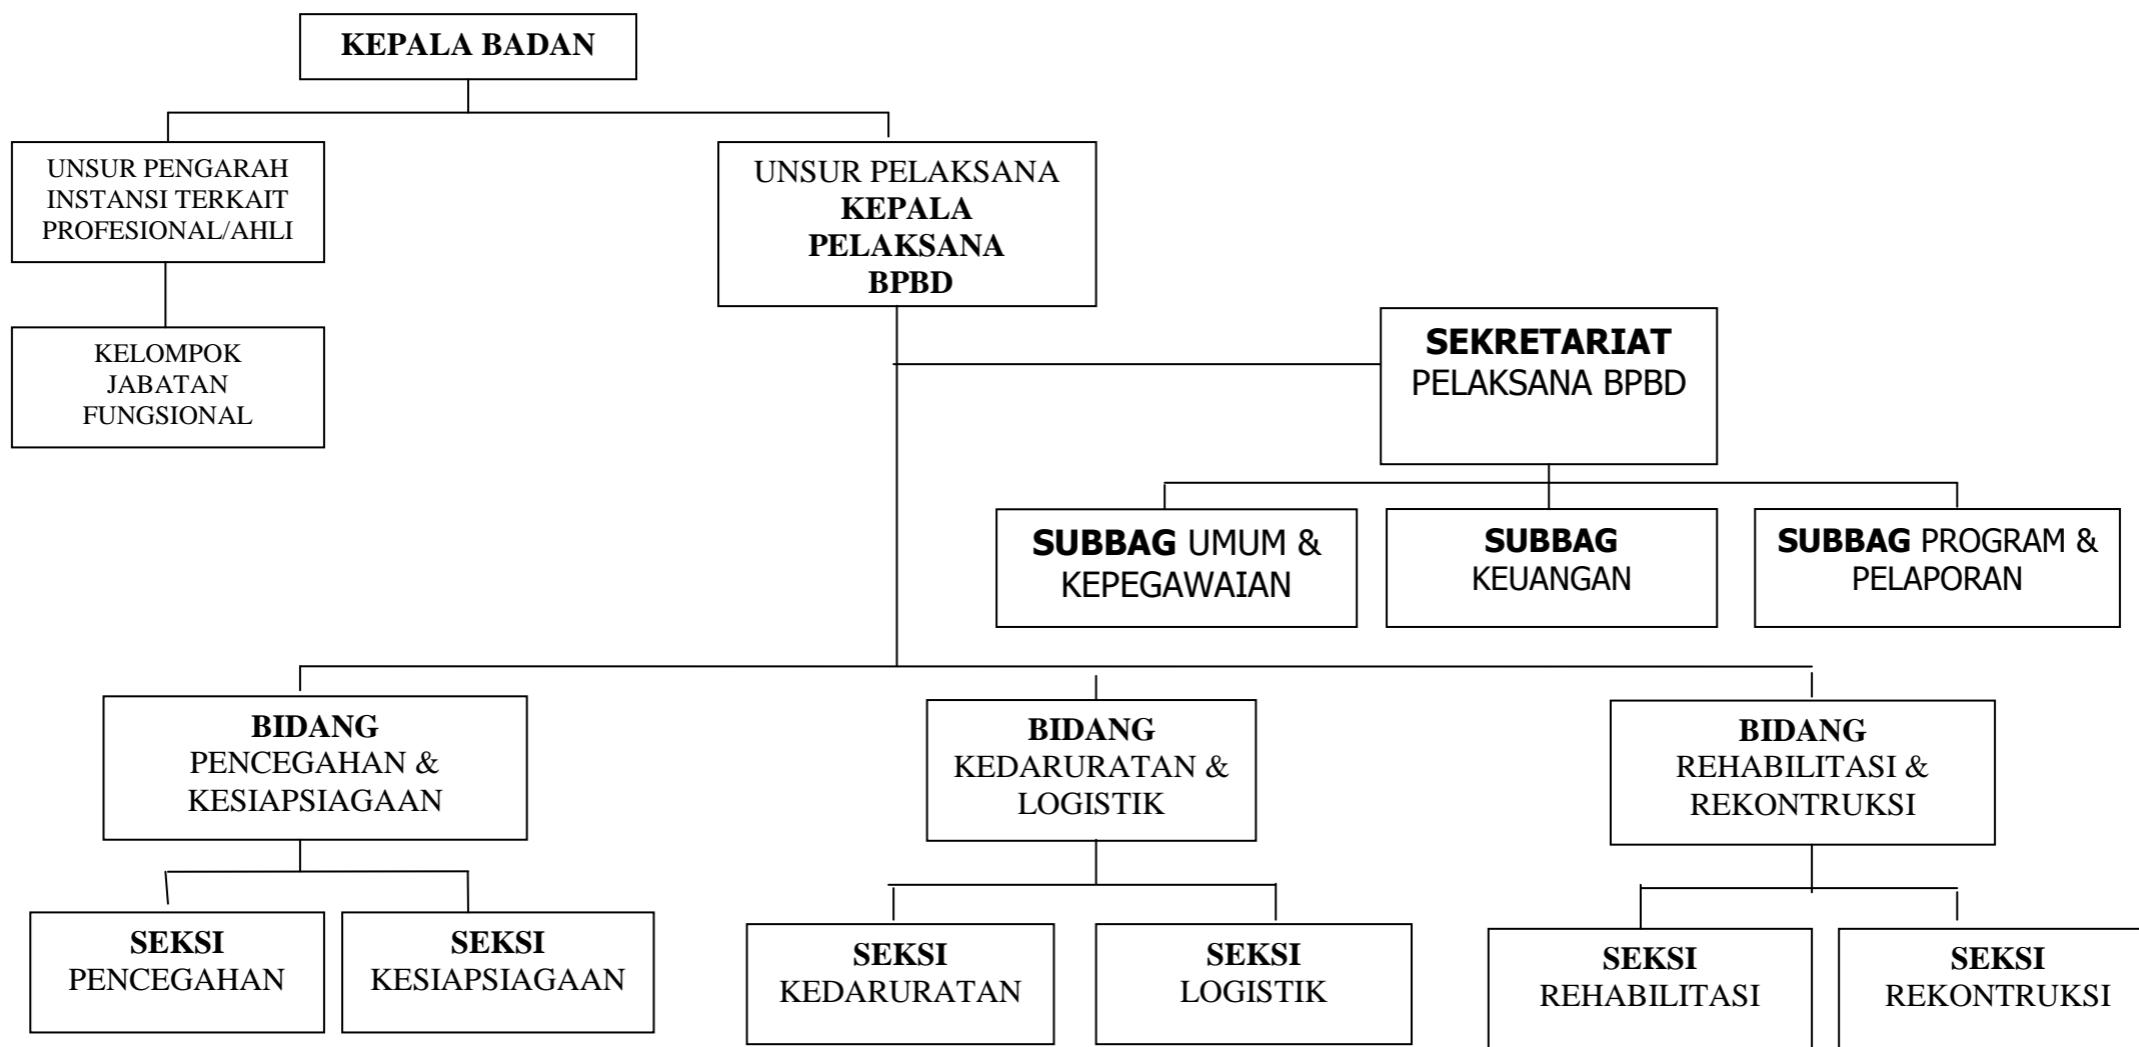 KEPALA BADAN
UNSUR PENGARAH
INSTANSI TERKAIT
PROFESIONAL/AHLI
UNSUR PELAKSANA
KEPALA
PELAKSANA
BPBD
KELOMPOK
JABATAN
FUNGSIONAL
SEKRETARIAT
PELAKSANA BPBD
SUBBAG UMUM &
KEPEGAWAIAN
SUBBAG
KEUANGAN
SUBBAG PROGRAM &
PELAPORAN
BIDANG
PENCEGAHAN &
KESIAPSIAGAAN
BIDANG
KEDARURATAN &
LOGISTIK
BIDANG
REHABILITASI &
REKONTRUKSI
SEKSI
PENCEGAHAN
SEKSI
KESIAPSIAGAAN
SEKSI
KEDARURATAN
SEKSI
LOGISTIK
SEKSI
REHABILITASI
SEKSI
REKONTRUKSI